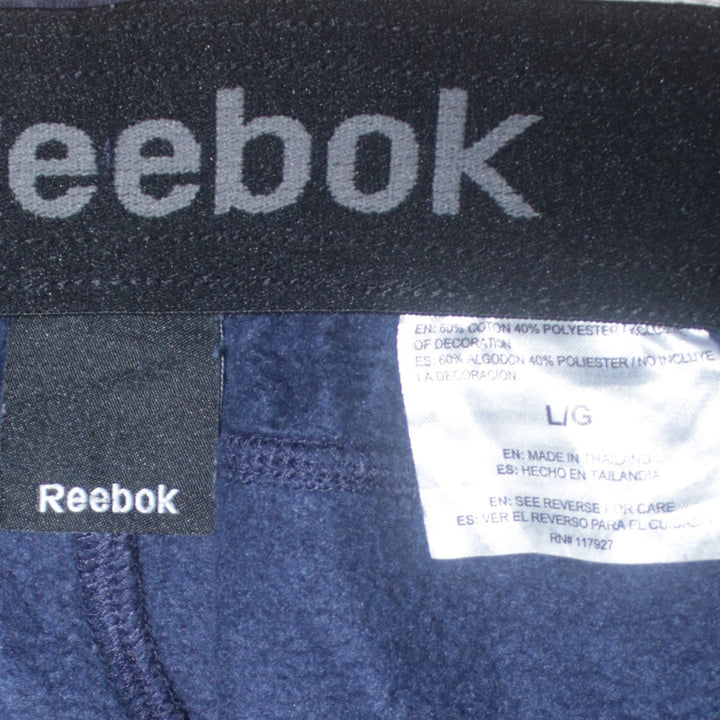 eebok
Reebok
EN: 60% COTON 40% POLYESTER / EXCLUS
OF DECORATION
ES: 60% ALGODON 40% POLIESTER / NO INCLUYE
LA DECORACION
L/G
EN: MADE IN THAILAND
ES: HECHO EN TAILANDIA
EN: SEE REVERSE FOR CARE
ES: VER EL REVERSO PARA EL CUIDADO
RN# 117927